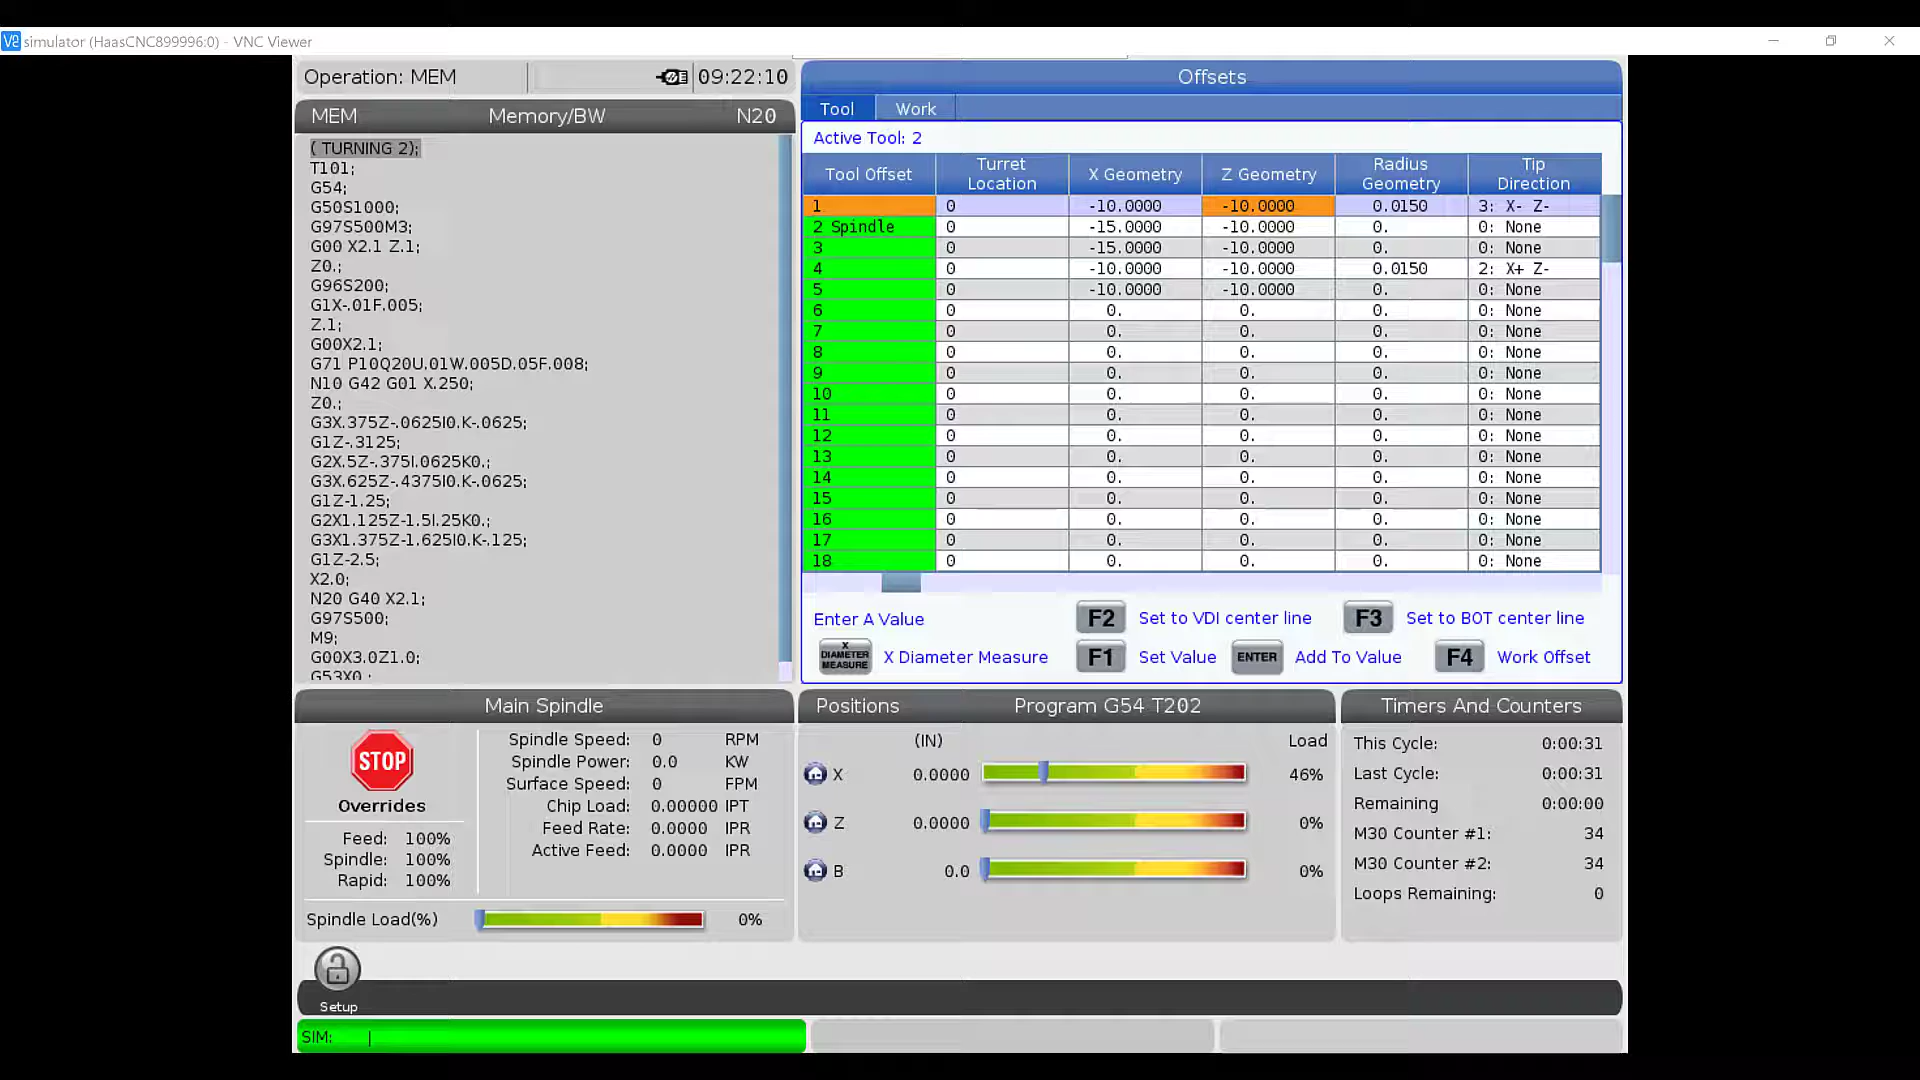 simulator (HaasCNC899996:0) - VNC Viewer
Operation: MEM
09:22:10
MEM Memory/BW N20
( TURNING 2);
T101;
G54;
G50S1000;
G97S500M3;
G00 X2.1 Z.1;
Z0.;
G96S200;
G1X-.01F.005;
Z.1;
G00X2.1;
G71 P10Q20U.01W.005D.05F.008;
N10 G42 G01 X.250;
Z0.;
G3X.375Z-.0625I0.K-.0625;
G1Z-.3125;
G2X.5Z-.375I.0625K0.;
G3X.625Z-.4375I0.K-.0625;
G1Z-1.25;
G2X1.125Z-1.5I.25K0.;
G3X1.375Z-1.625I0.K-.125;
G1Z-2.5;
X2.0;
N20 G40 X2.1;
G97S500;
M9;
G00X3.0Z1.0;
G53X0.;
Offsets
Tool Work
Active Tool: 2
Tool Offset Turret Location X Geometry Z Geometry Radius Geometry Tip Direction
1 0 -10.0000 -10.0000 0.0150 3: X- Z-
2 Spindle 0 -15.0000 -10.0000 0. 0: None
3 0 -15.0000 -10.0000 0. 0: None
4 0 -10.0000 -10.0000 0.0150 2: X+ Z-
5 0 -10.0000 -10.0000 0. 0: None
6 0 0. 0. 0. 0: None
7 0 0. 0. 0. 0: None
8 0 0. 0. 0. 0: None
9 0 0. 0. 0. 0: None
10 0 0. 0. 0. 0: None
11 0 0. 0. 0. 0: None
12 0 0. 0. 0. 0: None
13 0 0. 0. 0. 0: None
14 0 0. 0. 0. 0: None
15 0 0. 0. 0. 0: None
16 0 0. 0. 0. 0: None
17 0 0. 0. 0. 0: None
18 0 0. 0. 0. 0: None
Enter A Value F2 Set to VDI center line F3 Set to BOT center line
X DIAMETER MEASURE X Diameter Measure F1 Set Value ENTER Add To Value F4 Work Offset
Main Spindle
STOP
Overrides
Feed: 100%
Spindle: 100%
Rapid: 100%
Spindle Speed: 0 RPM
Spindle Power: 0.0 KW
Surface Speed: 0 FPM
Chip Load: 0.00000 IPT
Feed Rate: 0.0000 IPR
Active Feed: 0.0000 IPR
Spindle Load(%) 0%
Positions Program G54 T202
(IN) Load
X 0.0000 46%
Z 0.0000 0%
B 0.0 0%
Timers And Counters
This Cycle: 0:00:31
Last Cycle: 0:00:31
Remaining 0:00:00
M30 Counter #1: 34
M30 Counter #2: 34
Loops Remaining: 0
Setup
SIM: